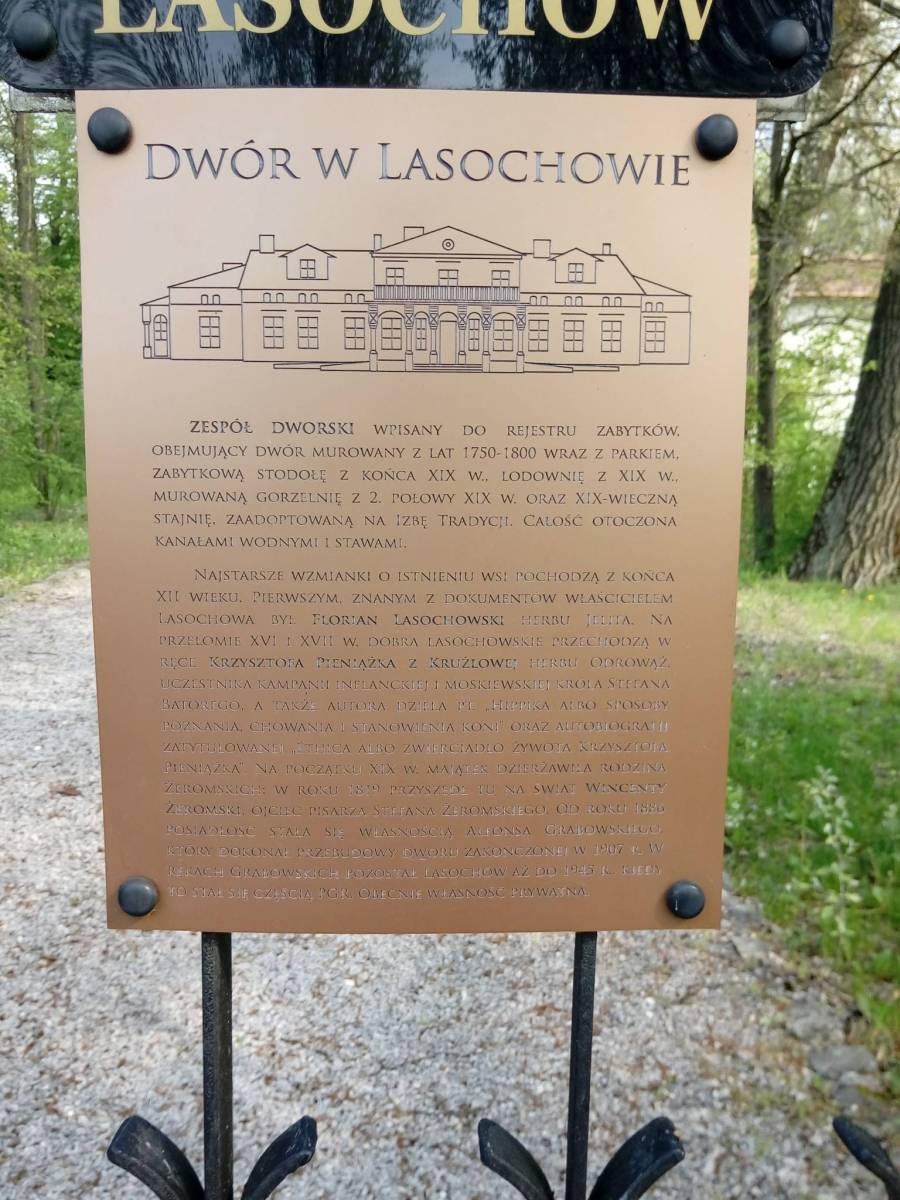 LASOCHÓW
DWÓR W LASOCHOWIE
ZESPÓŁ DWORSKI WPISANY DO REJESTRU ZABYTKÓW,
OBEJMUJĄCY DWÓR MUROWANY Z LAT 1750-1800 WRAZ Z PARKIEM,
ZABYTKOWĄ STODOŁĘ Z KOŃCA XIX W., LODOWNIĘ Z XIX W.,
MUROWANĄ GORZELNIĘ Z 2. POŁOWY XIX W. ORAZ XIX-WIECZNĄ
STAJNIĘ, ZAADOPTOWANĄ NA IZBĘ TRADYCJI. CAŁOŚĆ OTOCZONA
KANAŁAMI WODNYMI I STAWAMI.
NAJSTARSZE WZMIANKI O ISTNIENIU WSI POCHODZĄ Z KOŃCA
XII WIEKU. PIERWSZYM, ZNANYM Z DOKUMENTÓW WŁAŚCICIELEM
LASOCHOWA BYŁ FLORIAN LASOCHOWSKI HERBU JELITA. NA
PRZEŁOMIE XVI I XVII W. DOBRA LASOCHOWSKIE PRZECHODZĄ W
RĘCE KRZYSZTOFA PIENIĄŻKA Z KRUŻLOWEJ HERBU ODROWĄŻ,
UCZESTNIKA KAMPANII INFLANCKIEJ I MOSKIEWSKIEJ KRÓLA STEFANA
BATOREGO, A TAKŻE AUTORA DZIEŁA PT. „HIPPIKA ALBO SPOSOBY
POZNANIA, CHOWANIA I STANOWIENIA KONI" ORAZ AUTOBIOGRAFII
ZATYTUŁOWANEJ „ETHICA ALBO ZWIERCIADŁO ŻYWOTA KRZYSZTOFA
PIENIĄŻKA". NA POCZĄTKU XIX W. MAJĄTEK DZIERŻAWIŁA RODZINA
ŻEROMSKICH; W ROKU 1819 PRZYSZEDŁ TU NA ŚWIAT WINCENTY
ŻEROMSKI, OJCIEC PISARZA STEFANA ŻEROMSKIEGO. OD ROKU 1886
POSIADŁOŚĆ STAŁA SIĘ WŁASNOŚCIĄ ALFONSA GRABOWSKIEGO,
KTÓRY DOKONAŁ PRZEBUDOWY DWORU ZAKOŃCZONEJ W 1907 R. W
RĘKACH GRABOWSKICH POZOSTAŁ LASOCHÓW AŻ DO 1945 R. KIEDY
TO STAŁ SIĘ CZĘŚCIĄ PGR. OBECNIE WŁASNOŚĆ PRYWATNA.